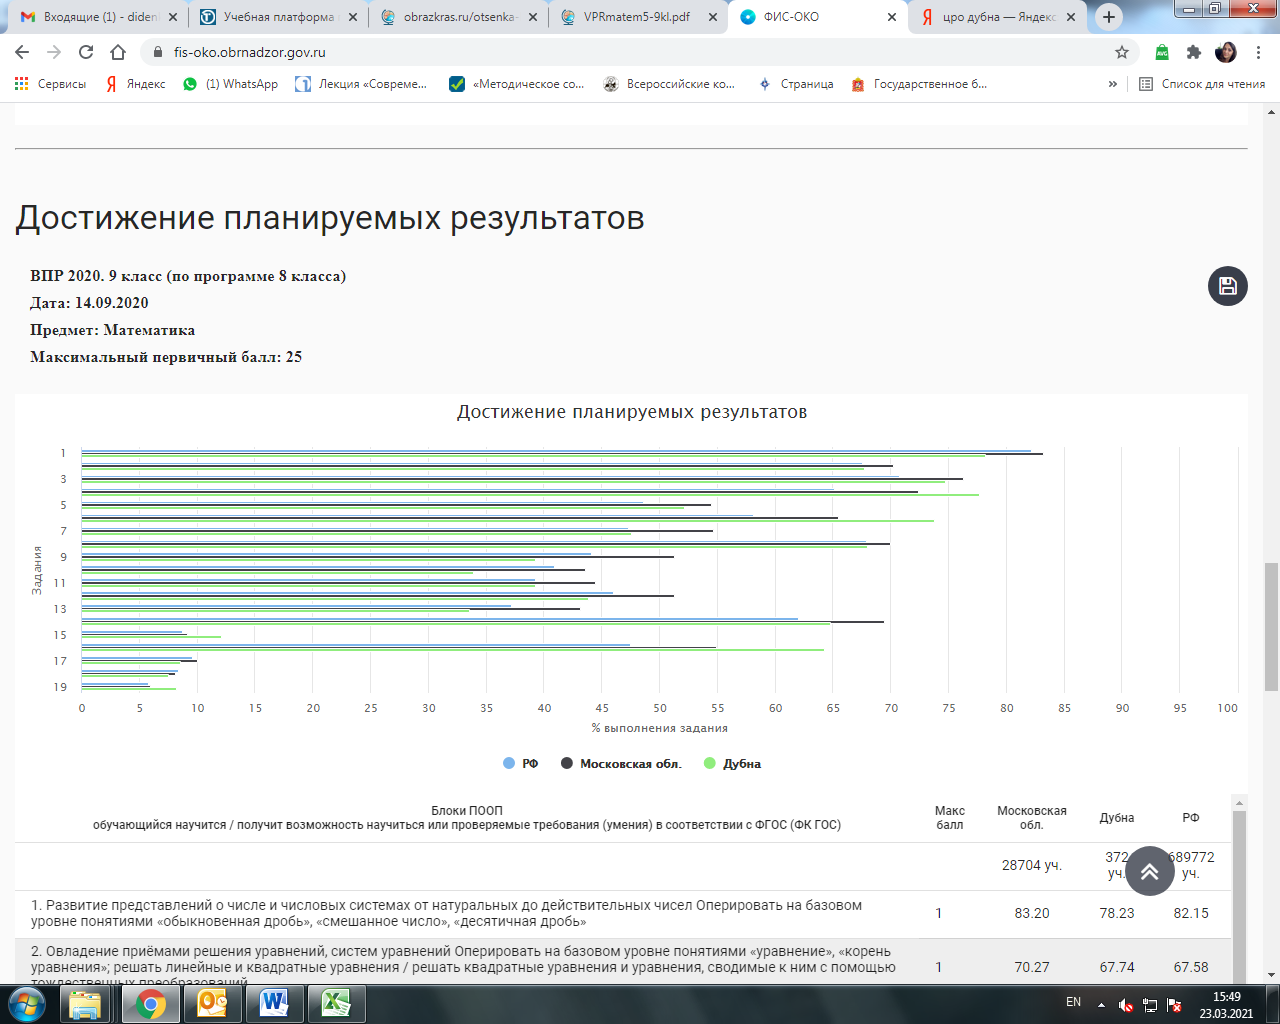 Входящие (1) - diden
Учебная платформа
obrazkras.ru/otsenka-
VPRmatem5-9kl.pdf
ФИС-ОКО
цро дубна — Яндекс
fis-oko.obrnadzor.gov.ru
Сервисы
Яндекс
(1) WhatsApp
Лекция «Совреме...
«Методическое со...
Всероссийские ко...
Страница
Государственное б...
»
Список для чтения
Достижение планируемых результатов
ВПР 2020. 9 класс (по программе 8 класса)
Дата: 14.09.2020
Предмет: Математика
Максимальный первичный балл: 25
Достижение планируемых результатов
Задания
1
3
5
7
9
11
13
15
17
19
0 5 10 15 20 25 30 35 40 45 50 55 60 65 70 75 80 85 90 95 100
% выполнения задания
РФ Московская обл. Дубна
Блоки ПООП
обучающийся научится / получит возможность научиться или проверяемые требования (умения) в соответствии с ФГОС (ФК ГОС)
Макс
балл
Московская
обл.
Дубна
РФ
28704 уч.
372
уч.
689772
уч.
1. Развитие представлений о числе и числовых системах от натуральных до действительных чисел Оперировать на базовом
уровне понятиями «обыкновенная дробь», «смешанное число», «десятичная дробь»
1 83.20 78.23 82.15
2. Овладение приёмами решения уравнений, систем уравнений Оперировать на базовом уровне понятиями «уравнение», «корень
уравнения»; решать линейные и квадратные уравнения / решать квадратные уравнения и уравнения, сводимые к ним с помощью
тождественных преобразований
1 70.27 67.74 67.58
EN
15:49
23.03.2021